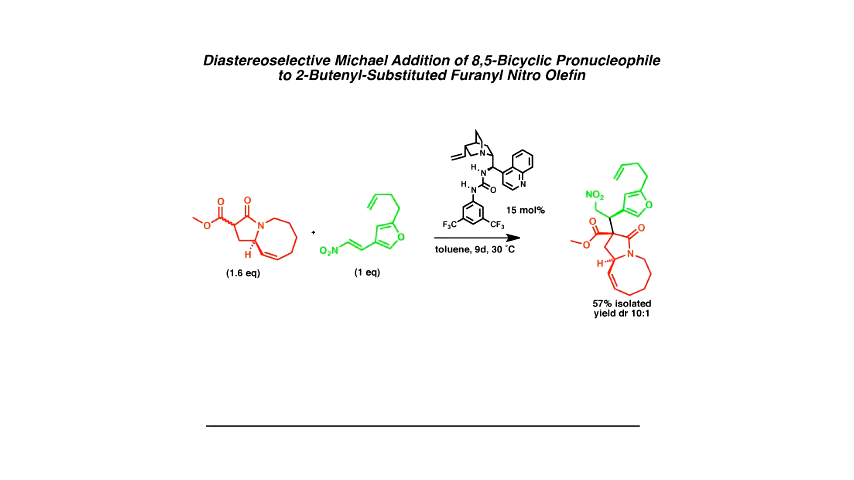 Diastereoselective Michael Addition of 8,5-Bicyclic Pronucleophile
to 2-Butenyl-Substituted Furanyl Nitro Olefin
N
H
N
N
H
N
O
F3C
CF3
15 mol%
toluene, 9d, 30 °C
O
O
O
N
H
(1.6 eq)
+
O2N
O
(1 eq)
NO2
O
O
O
O
N
H
57% isolated
yield dr 10:1